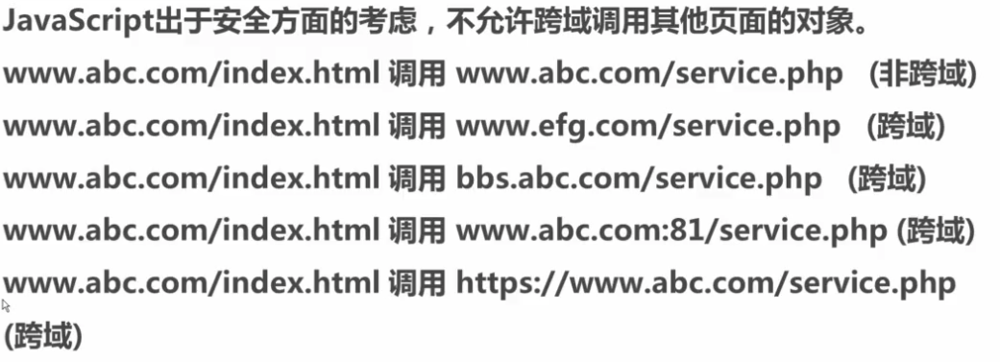 JavaScript出于安全方面的考虑，不允许跨域调用其他页面的对象。
www.abc.com/index.html 调用 www.abc.com/service.php (非跨域)
www.abc.com/index.html 调用 www.efg.com/service.php (跨域)
www.abc.com/index.html 调用 bbs.abc.com/service.php (跨域)
www.abc.com/index.html 调用 www.abc.com:81/service.php (跨域)
www.abc.com/index.html 调用 https://www.abc.com/service.php
(跨域)